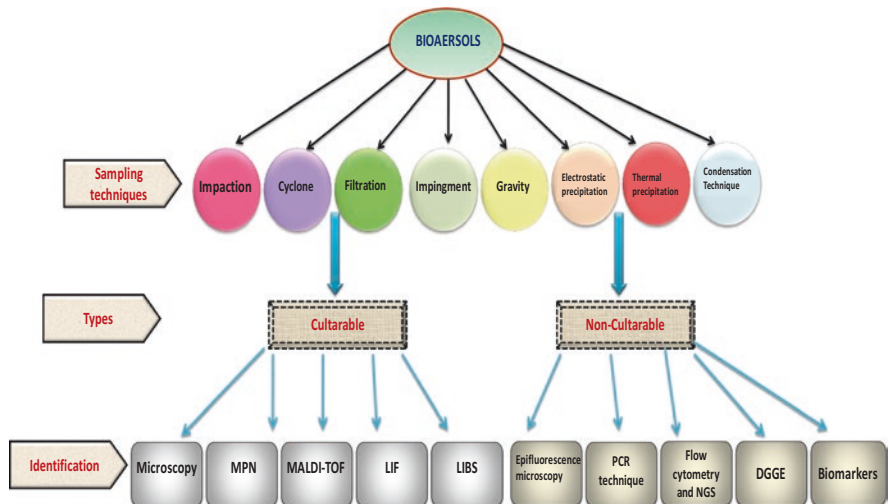 BIOAERSOLS
Sampling
techniques
Impaction
Cyclone
Filtration
Impingment
Gravity
Electrostatic
precipitation
Thermal
precipitation
Condensation
Technique
Types
Cultarable
Non-Cultarable
Identification
Microscopy
MPN
MALDI-TOF
LIF
LIBS
Epifluorescence
microscopy
PCR
technique
Flow
cytometry
and NGS
DGGE
Biomarkers